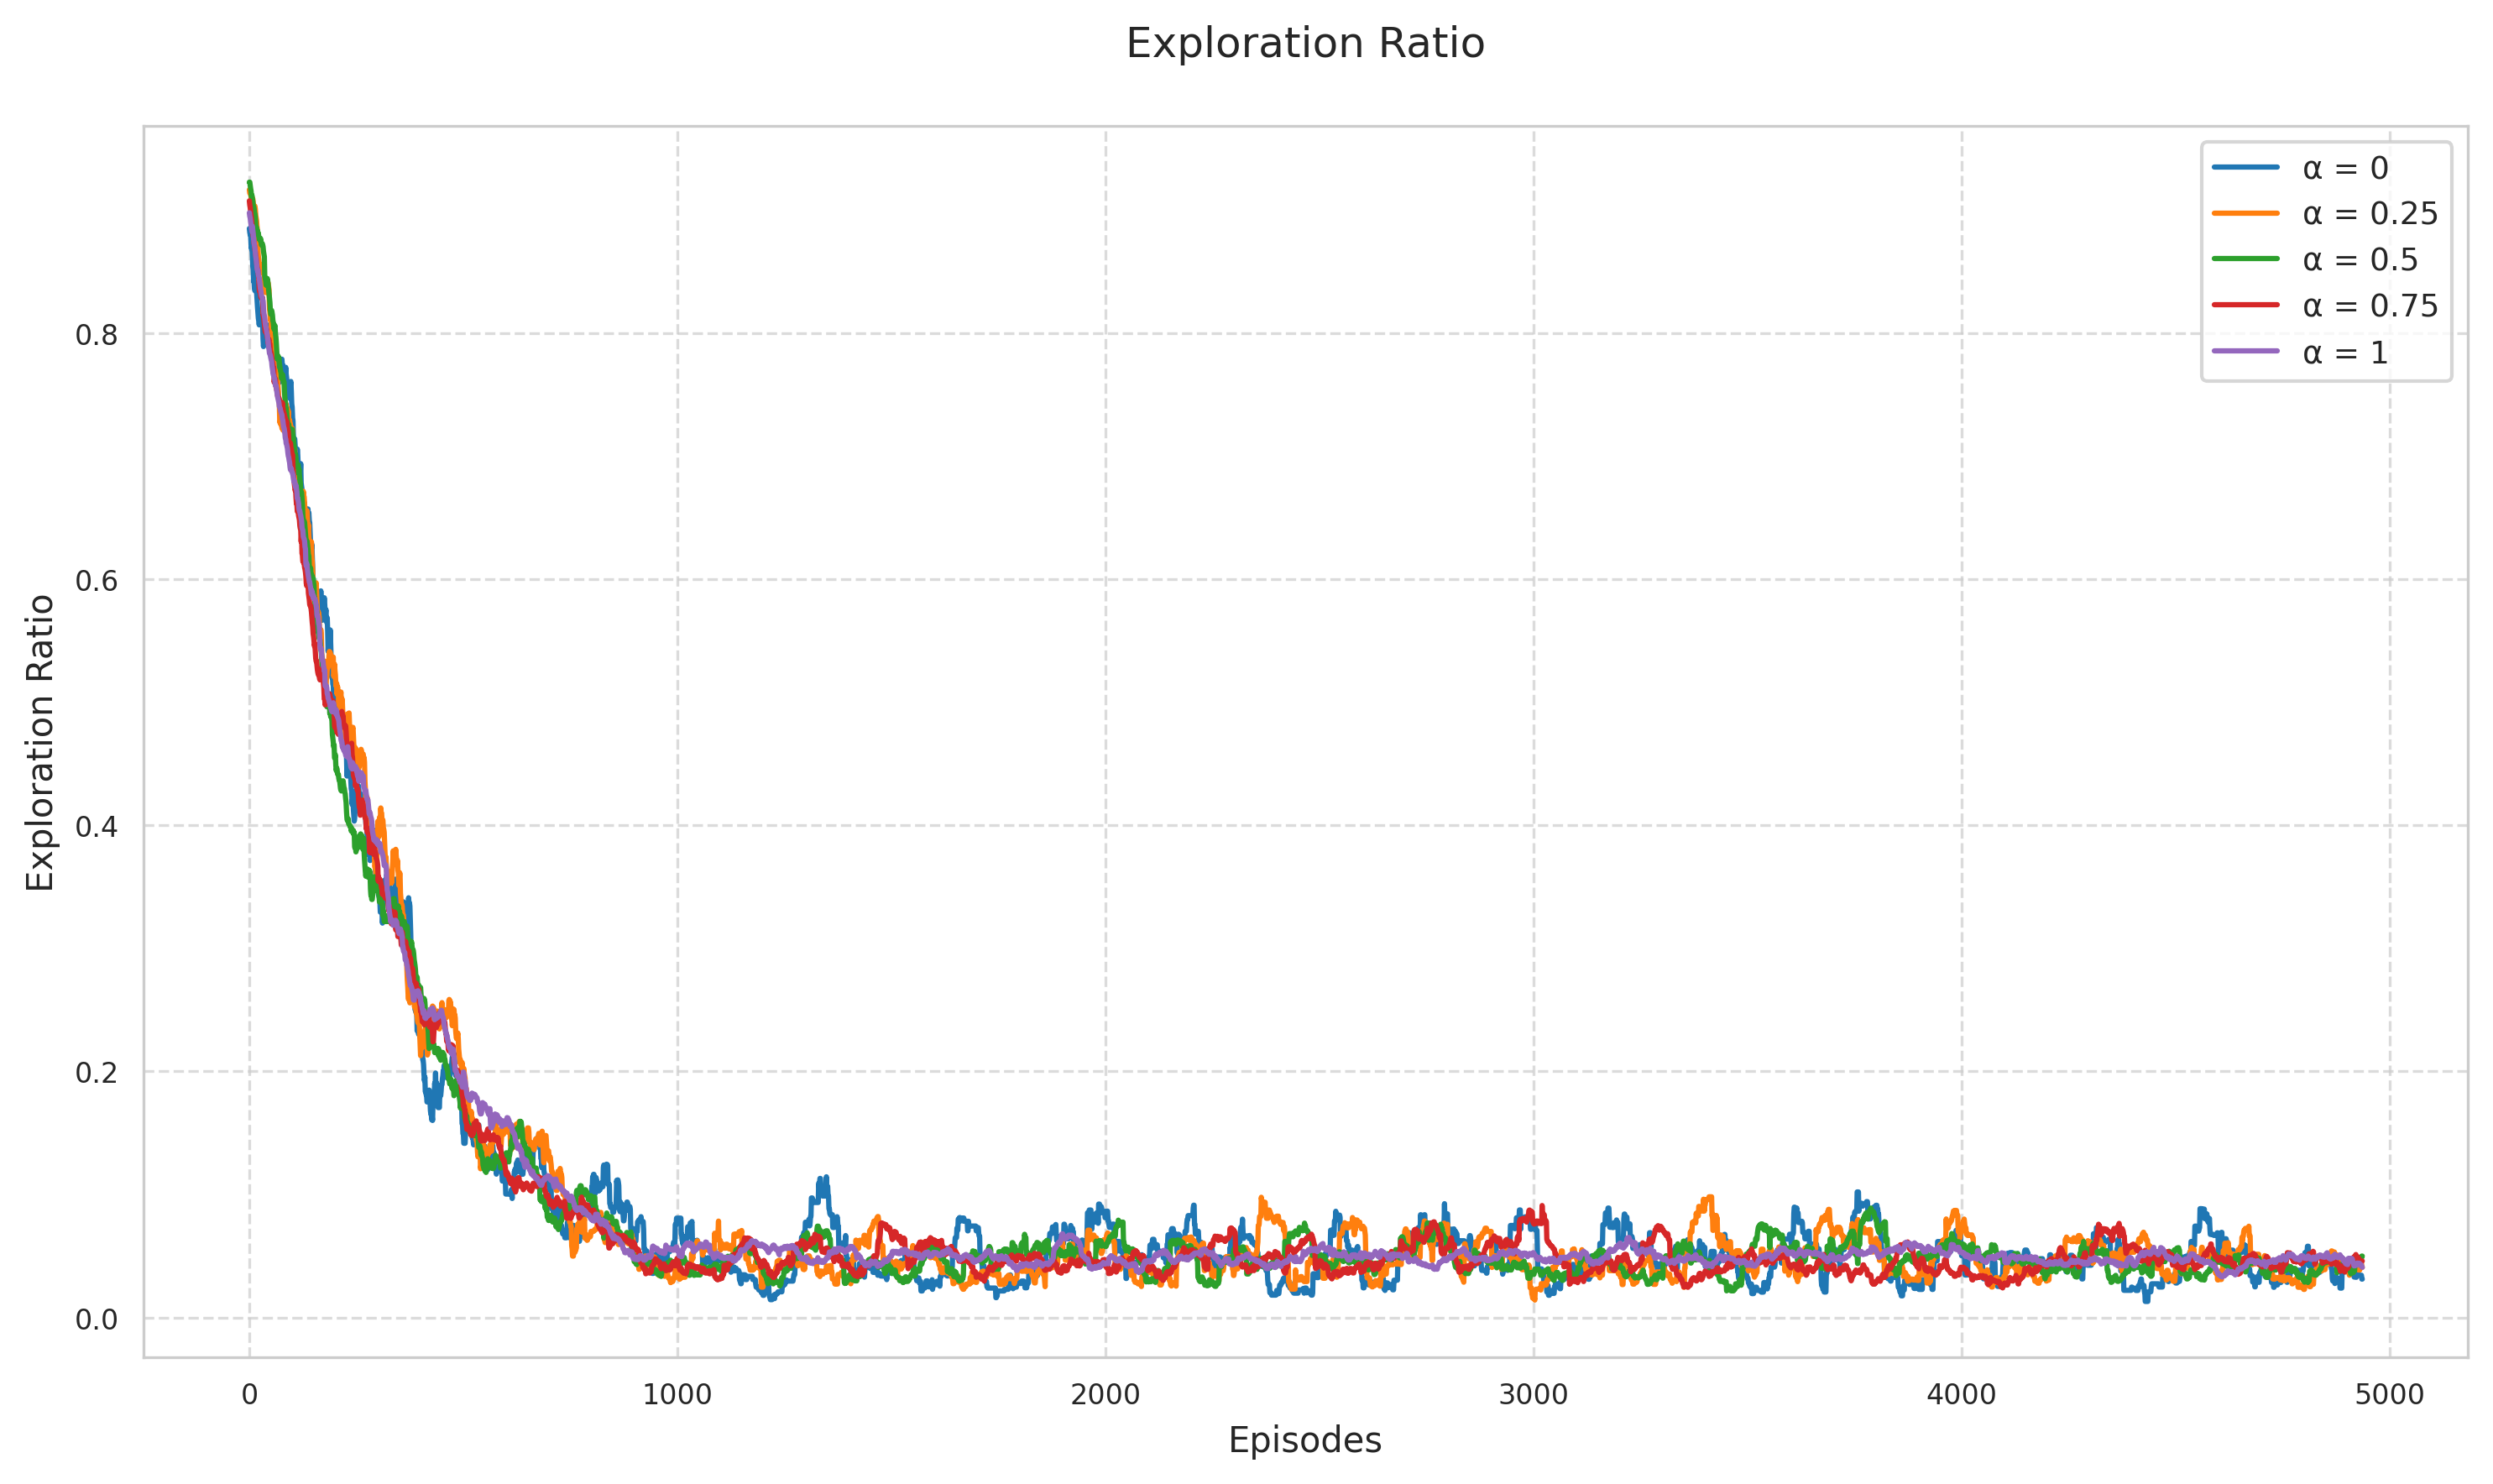 Exploration Ratio
α = 0
α = 0.25
α = 0.5
α = 0.75
α = 1
Exploration Ratio
0.8
0.6
0.4
0.2
0.0
0 1000 2000 3000 4000 5000
Episodes